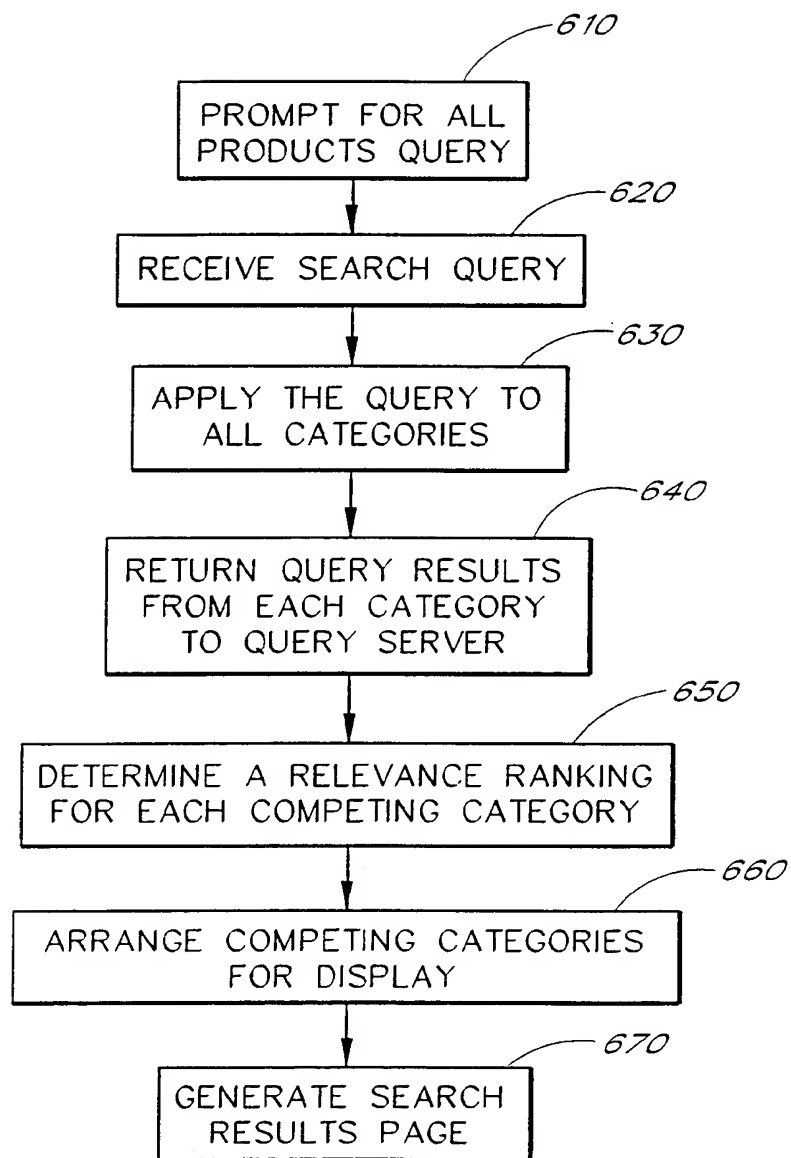 610
PROMPT FOR ALL
PRODUCTS QUERY
620
RECEIVE SEARCH QUERY
630
APPLY THE QUERY TO
ALL CATEGORIES
640
RETURN QUERY RESULTS
FROM EACH CATEGORY
TO QUERY SERVER
650
DETERMINE A RELEVANCE RANKING
FOR EACH COMPETING CATEGORY
660
ARRANGE COMPETING CATEGORIES
FOR DISPLAY
670
GENERATE SEARCH
RESULTS PAGE